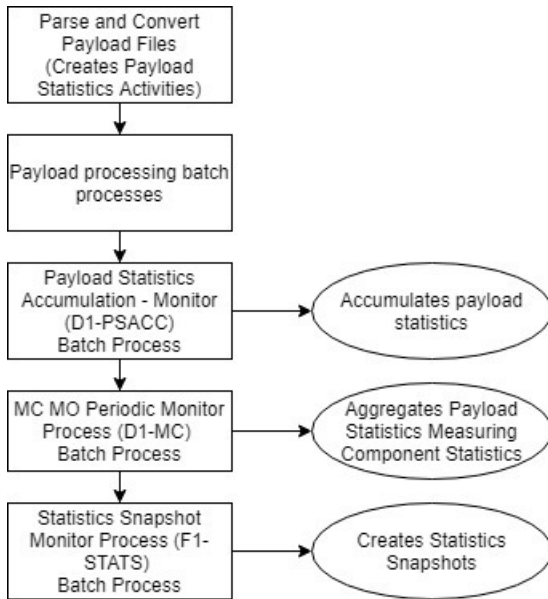 Parse and Convert
Payload Files
(Creates Payload
Statistics Activities)
Payload processing batch
processes
Payload Statistics
Accumulation - Monitor
(D1-PSACC)
Batch Process
Accumulates payload
statistics
MC MO Periodic Monitor
Process (D1-MC)
Batch Process
Aggregates Payload
Statistics Measuring
Component Statistics
Statistics Snapshot
Monitor Process (F1-
STATS)
Batch Process
Creates Statistics
Snapshots